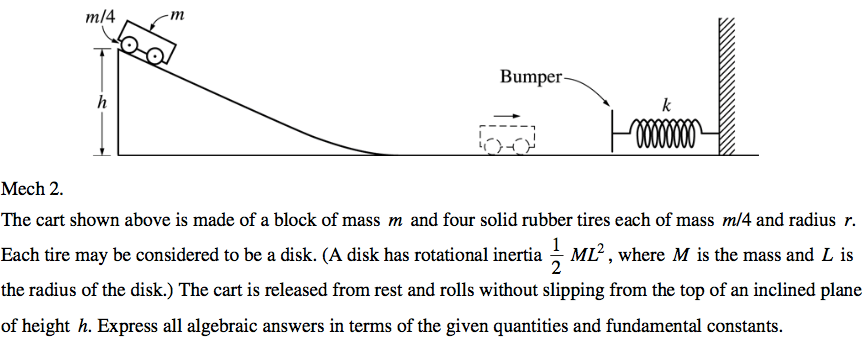 m/4 m
Bumper
h
k
Mech 2.
The cart shown above is made of a block of mass m and four solid rubber tires each of mass m/4 and radius r.
Each tire may be considered to be a disk. (A disk has rotational inertia 1/2 ML², where M is the mass and L is
the radius of the disk.) The cart is released from rest and rolls without slipping from the top of an inclined plane
of height h. Express all algebraic answers in terms of the given quantities and fundamental constants.